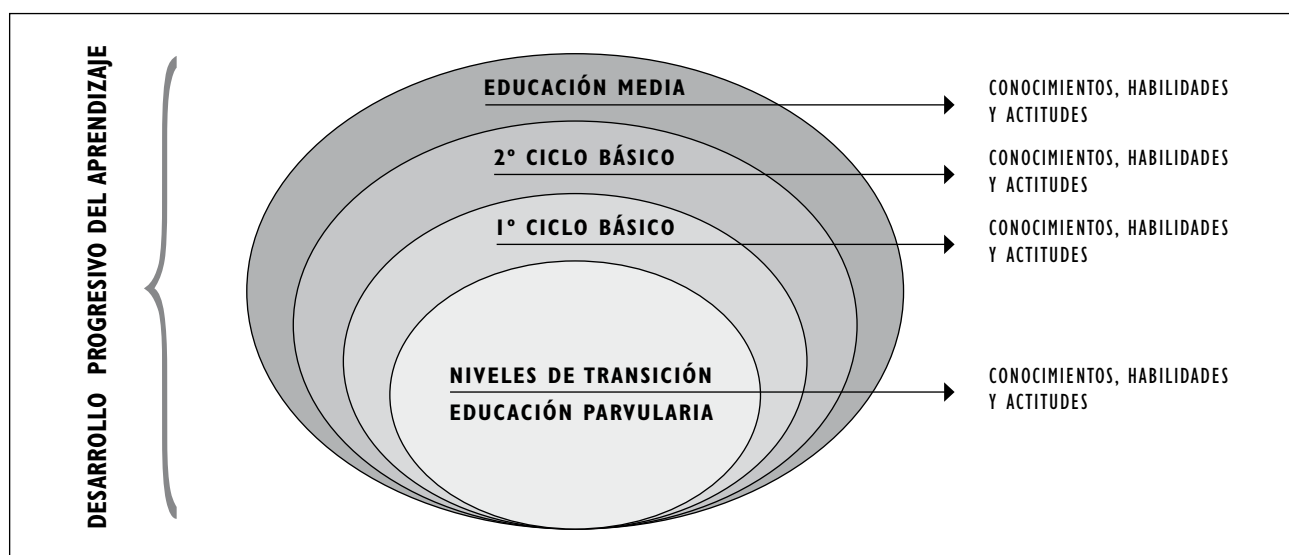 DESARROLLO PROGRESIVO DEL APRENDIZAJE
EDUCACIÓN MEDIA
CONOCIMIENTOS, HABILIDADES
Y ACTITUDES
2º CICLO BÁSICO
CONOCIMIENTOS, HABILIDADES
Y ACTITUDES
1º CICLO BÁSICO
CONOCIMIENTOS, HABILIDADES
Y ACTITUDES
NIVELES DE TRANSICIÓN
EDUCACIÓN PARVULARIA
CONOCIMIENTOS, HABILIDADES
Y ACTITUDES